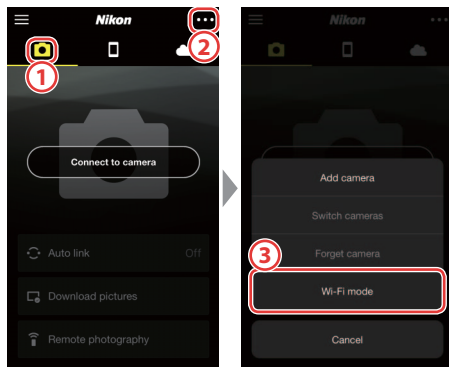 Nikon
1
2
Connect to camera
Auto link Off
Download pictures
Remote photography
Nikon
Add camera
Switch cameras
Forget camera
3
Wi-Fi mode
Cancel